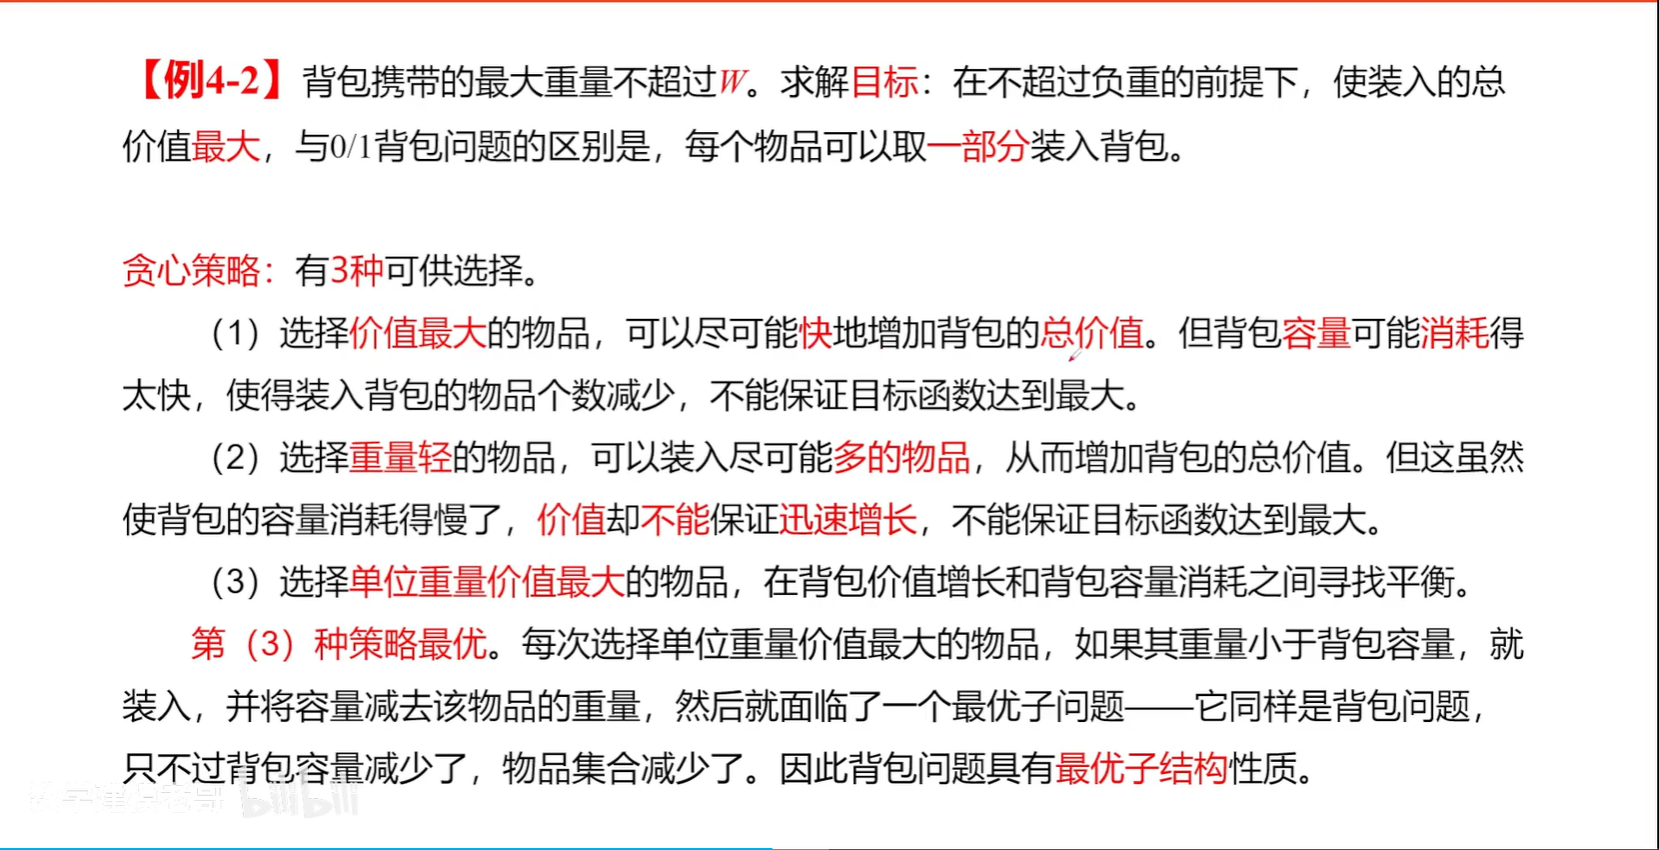 【例4-2】背包携带的最大重量不超过W。求解目标：在不超过负重的前提下，使装入的总
价值最大，与0/1背包问题的区别是，每个物品可以取一部分装入背包。
贪心策略：有3种可供选择。
（1）选择价值最大的物品，可以尽可能快地增加背包的总价值。但背包容量可能消耗得
太快，使得装入背包的物品个数减少，不能保证目标函数达到最大。
（2）选择重量轻的物品，可以装入尽可能多的物品，从而增加背包的总价值。但这虽然
使背包的容量消耗得慢了，价值却不能保证迅速增长，不能保证目标函数达到最大。
（3）选择单位重量价值最大的物品，在背包价值增长和背包容量消耗之间寻找平衡。
第（3）种策略最优。每次选择单位重量价值最大的物品，如果其重量小于背包容量，就
装入，并将容量减去该物品的重量，然后就面临了一个最优子问题——它同样是背包问题，
只不过背包容量减少了，物品集合减少了。因此背包问题具有最优子结构性质。
数学建模老哥 bilibili